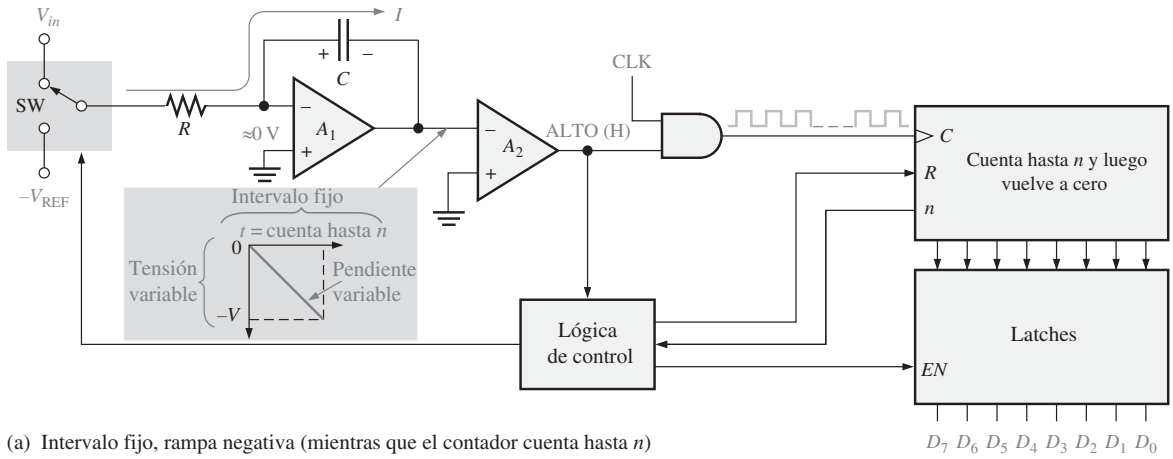 V_in
I
SW
R
+ −
C
≈0 V
−
A_1
+
−V_REF
−
A_2
+
ALTO (H)
CLK
C
Cuenta hasta n y luego
vuelve a cero
R
n
Intervalo fijo
t = cuenta hasta n
0
Tensión
variable
Pendiente
variable
−V
Lógica
de control
Latches
EN
D_7 D_6 D_5 D_4 D_3 D_2 D_1 D_0
(a) Intervalo fijo, rampa negativa (mientras que el contador cuenta hasta n)